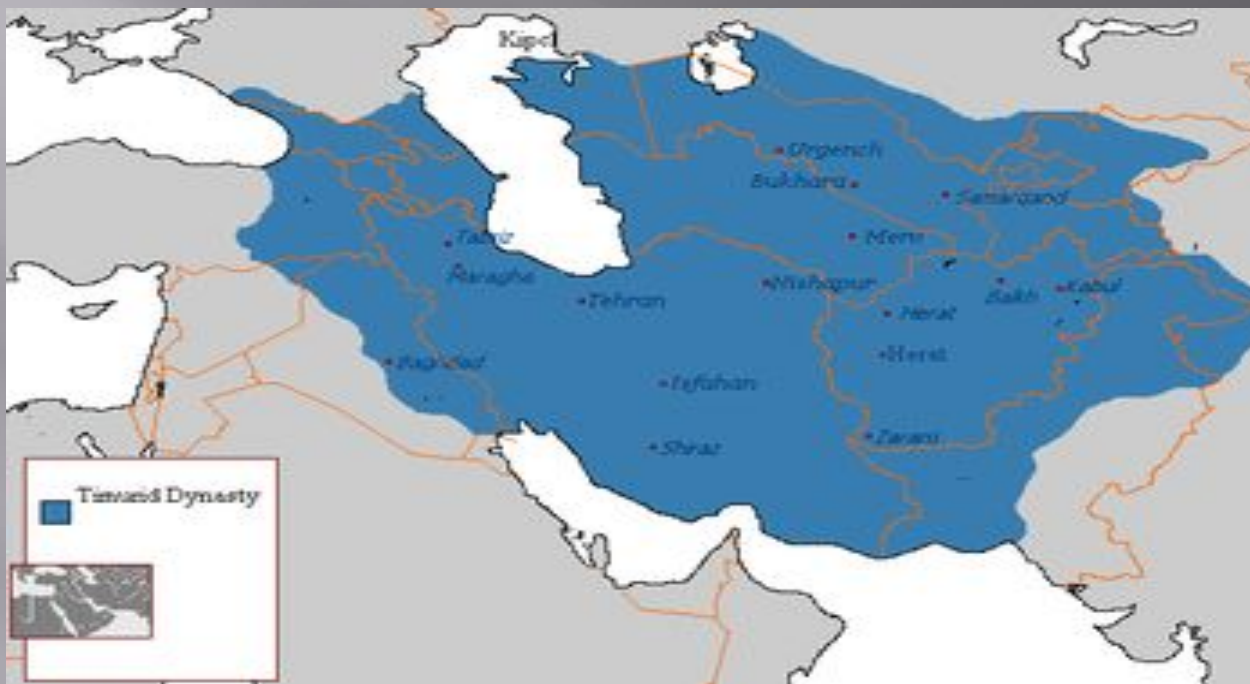 Kipc
Urgench
Bukhara
Samarqand
Tabriz
Merv
Maragha
Nishapur
Balkh
Kabul
Tehran
Herat
Herat
Baghdad
Isfahan
Zaranj
Shiraz
Timurid Dynasty